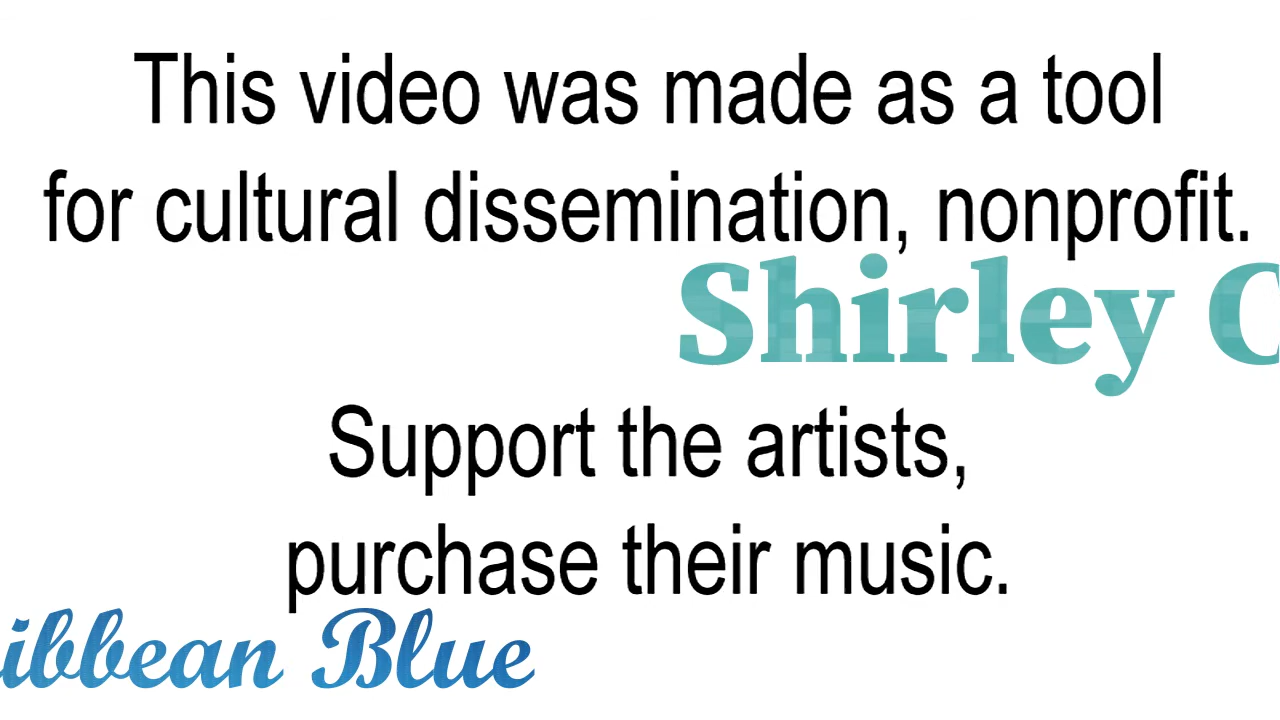 This video was made as a tool
for cultural dissemination, nonprofit.
Shirley
Support the artists,
purchase their music.
ibbean Blue